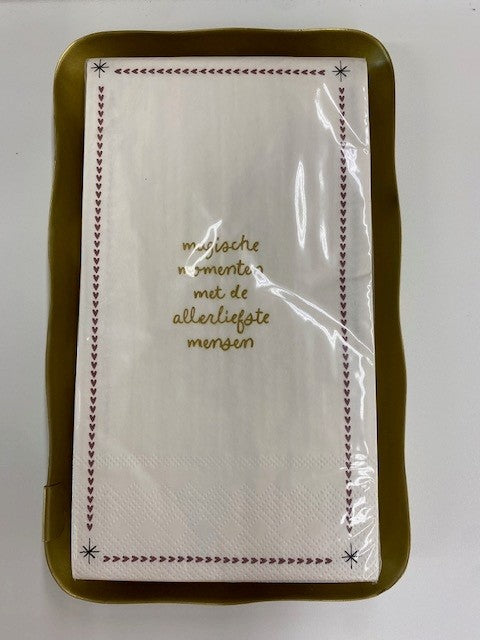 magische
momenten
met de
allerliefste
mensen